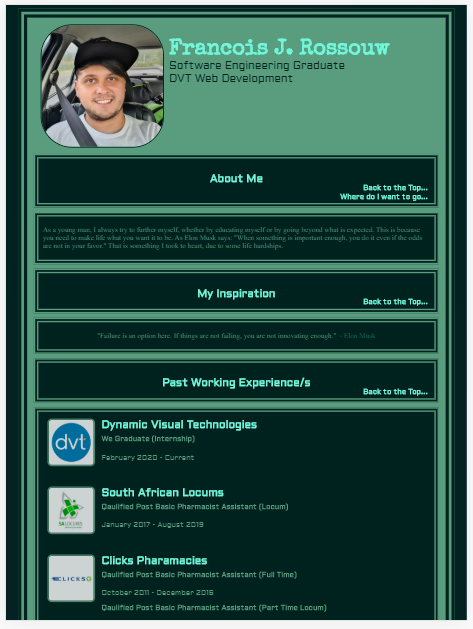 Francois J. Rossouw
Software Engineering Graduate
DVT Web Development
About Me
Back to the Top...
Where do I want to go...
As a young man, I always try to further myself, whether by educating myself or by going beyond what is expected. This is because
you need to make life what you want it to be. As Elon Musk says: "When something is important enough, you do it even if the odds
are not in your favor." That is something I took to heart, due to some life hardships.
My Inspiration
Back to the Top...
"Failure is an option here. If things are not failing, you are not innovating enough." - Elon Musk
Past Working Experience/s
Back to the Top...
dvt
Dynamic Visual Technologies
We Graduate (Internship)
February 2020 - Current
SALOCUMS
South African Locums
Qaulified Post Basic Pharmacist Assistant (Locum)
January 2017 - August 2019
CLICKS
Clicks Pharamacies
Qaulified Post Basic Pharmacist Assistant (Full Time)
October 2011 - December 2016
Qaulified Post Basic Pharmacist Assistant (Part Time Locum)